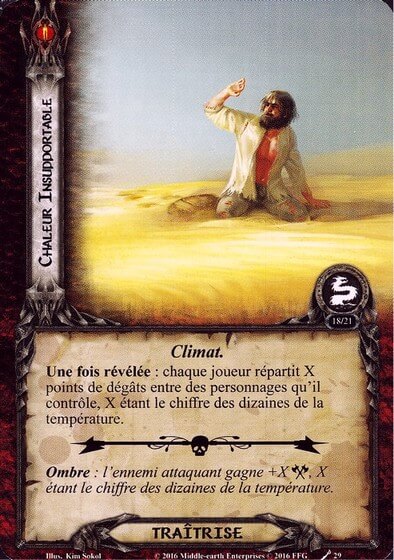 CHALEUR INSUPPORTABLE
18/21
Climat.
Une fois révélée : chaque joueur répartit X
points de dégâts entre des personnages qu'il
contrôle, X étant le chiffre des dizaines de la
température.
Ombre : l'ennemi attaquant gagne +X , X
étant le chiffre des dizaines de la température.
TRAÎTRISE
Illus. Kim Sokol © 2016 Middle-earth Enterprises © 2016 FFG 29